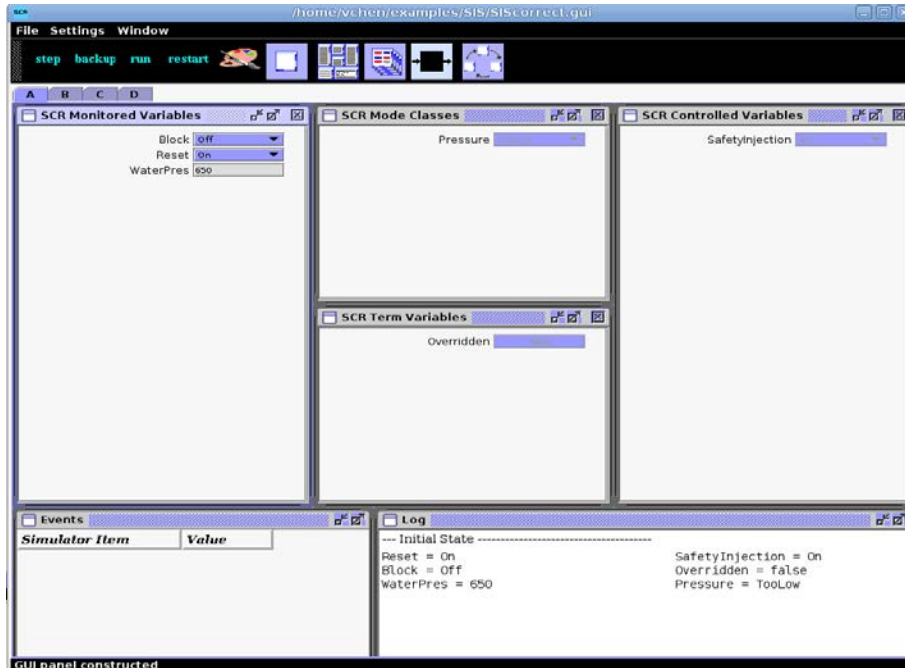 SCR
/home/vchen/examples/SIS/SIScorrect.gui
File Settings Window
step backup run restart
A B C D
SCR Monitored Variables
Block Off
Reset On
WaterPres 650
SCR Mode Classes
Pressure
SCR Controlled Variables
SafetyInjection
SCR Term Variables
Overridden
Events
Simulator Item Value
Log
--- Initial State ---------------------------------------
Reset = On SafetyInjection = On
Block = Off Overridden = false
WaterPres = 650 Pressure = TooLow
GUI panel constructed